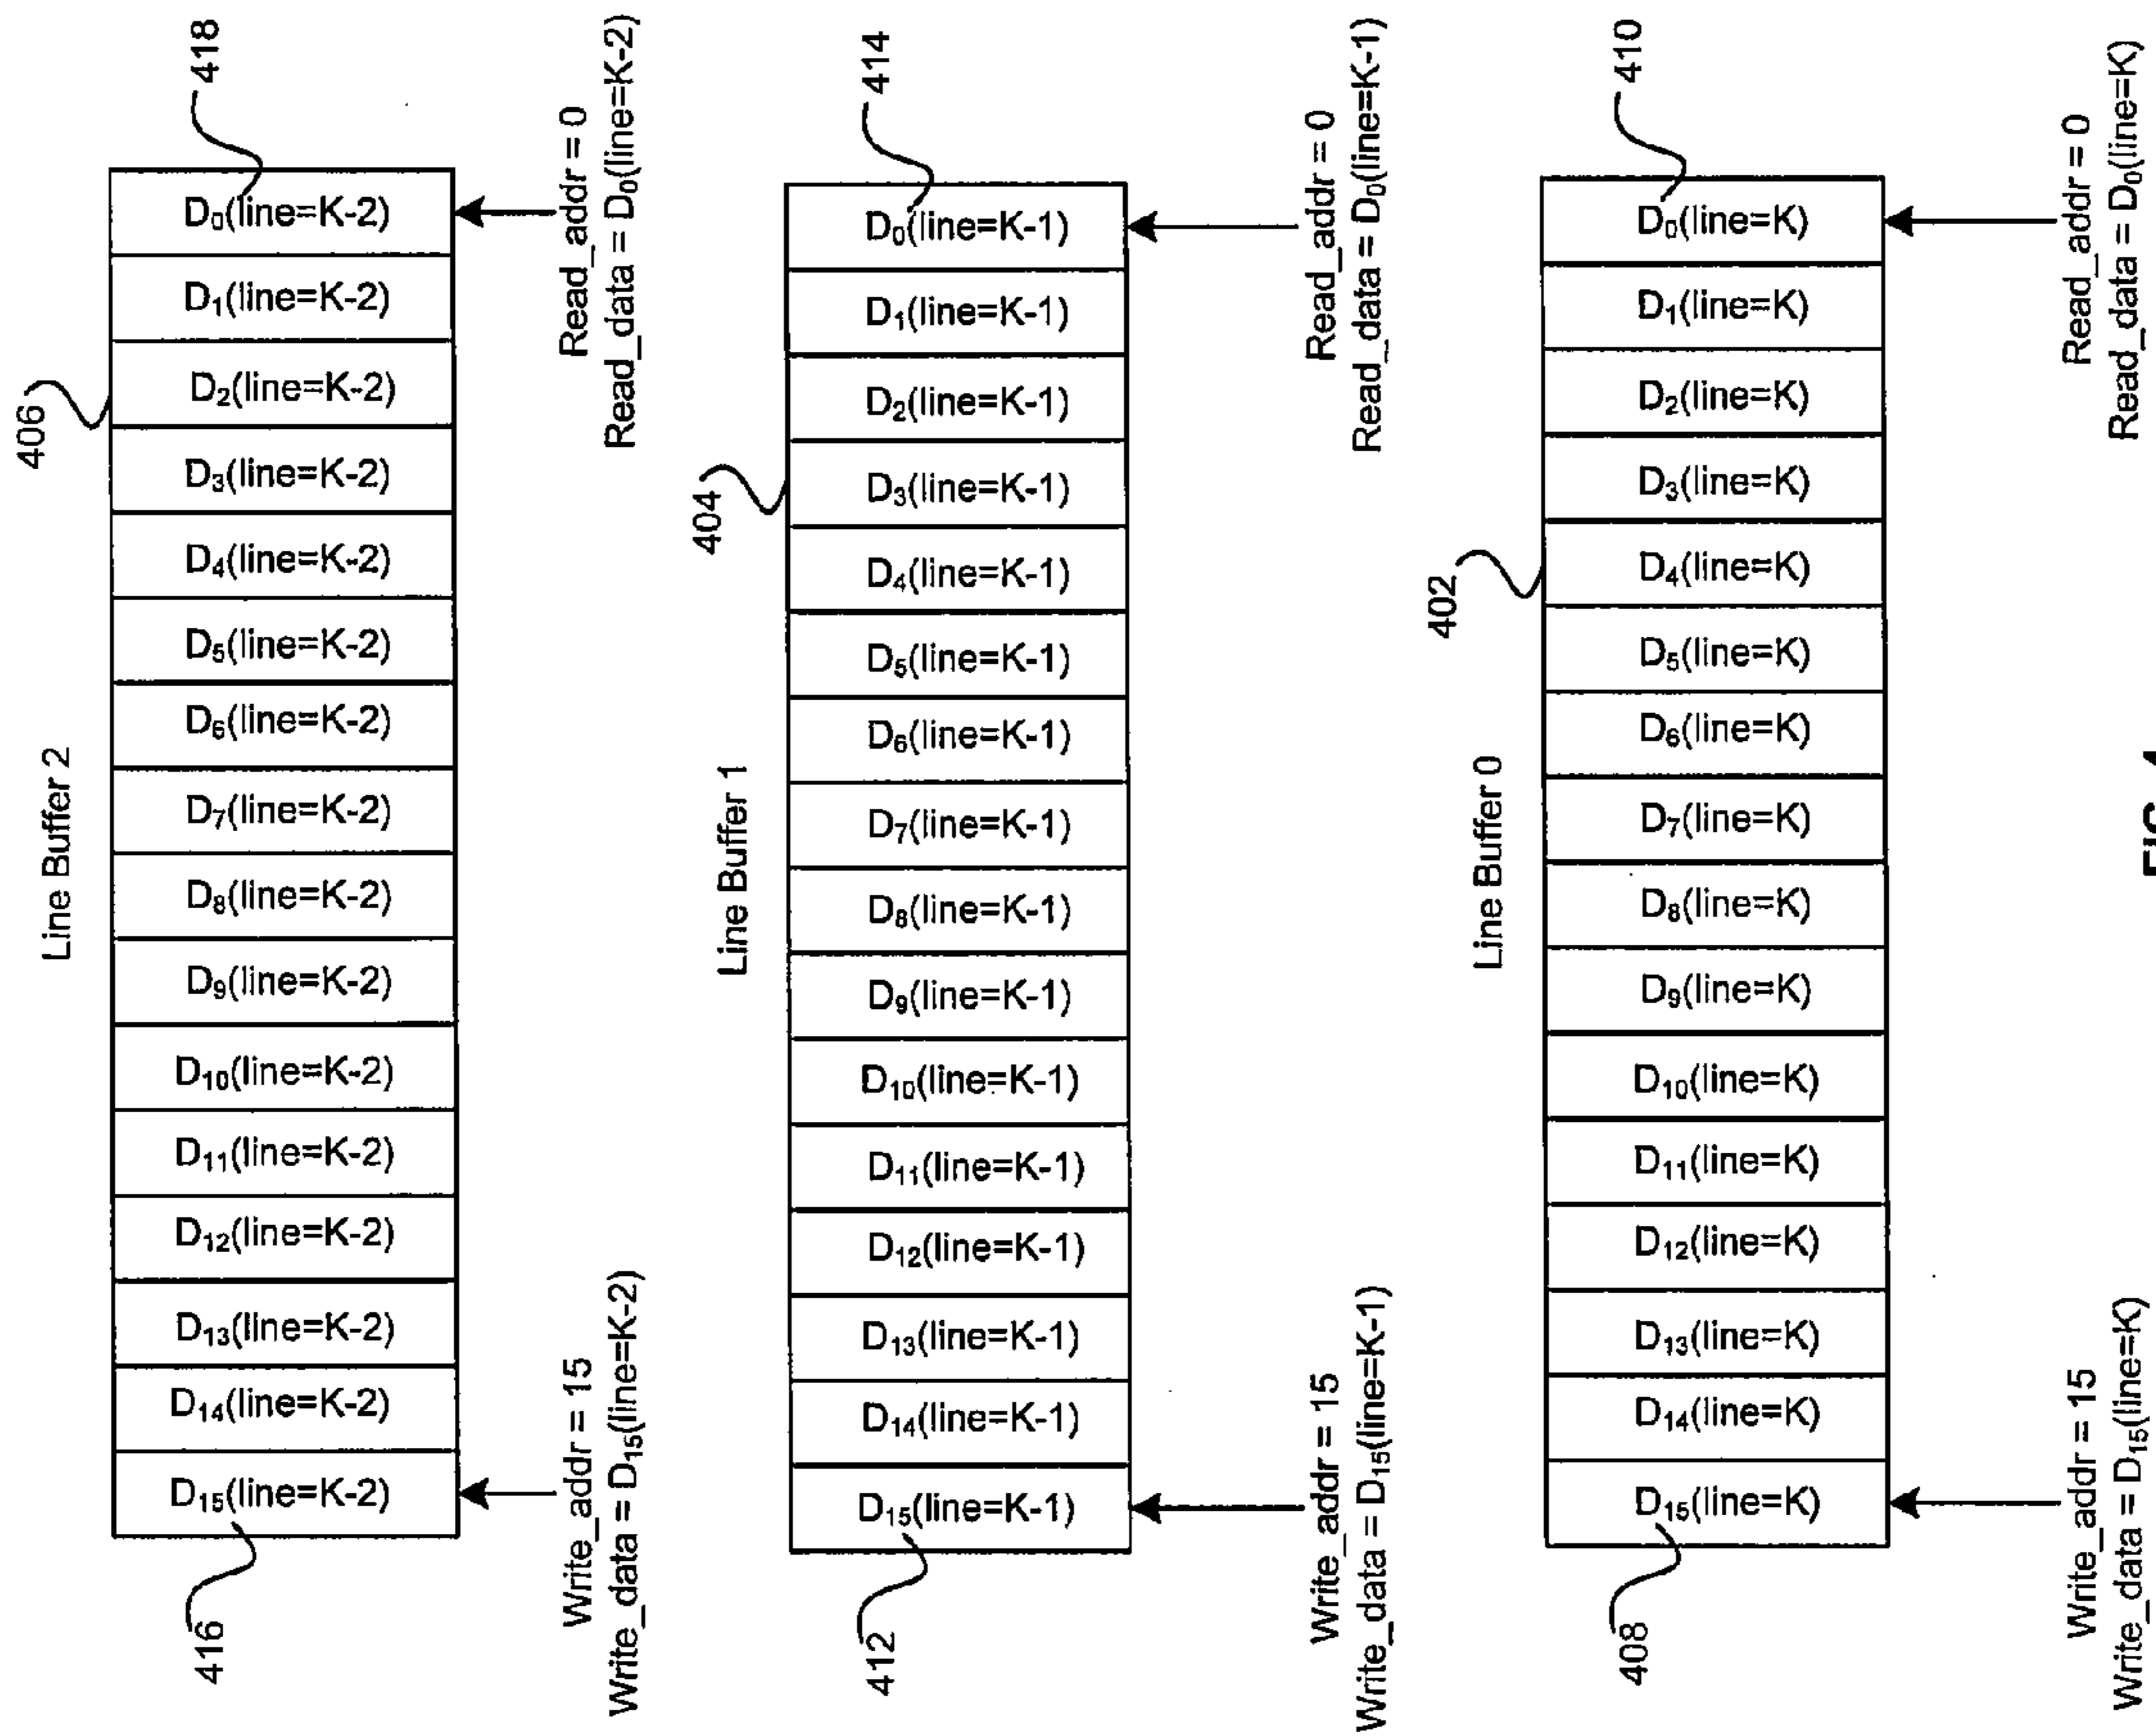 Line Buffer 2
406
D₀(line=K-2)
D₁(line=K-2)
D₂(line=K-2)
D₃(line=K-2)
D₄(line=K-2)
D₅(line=K-2)
D₆(line=K-2)
D₇(line=K-2)
D₈(line=K-2)
D₉(line=K-2)
D₁₀(line=K-2)
D₁₁(line=K-2)
D₁₂(line=K-2)
D₁₃(line=K-2)
D₁₄(line=K-2)
D₁₅(line=K-2)
416
418
Write_addr = 15
Write_data = D₁₅(line=K-2)
Read_addr = 0
Read_data = D₀(line=K-2)
Line Buffer 1
404
D₀(line=K-1)
D₁(line=K-1)
D₂(line=K-1)
D₃(line=K-1)
D₄(line=K-1)
D₅(line=K-1)
D₆(line=K-1)
D₇(line=K-1)
D₈(line=K-1)
D₉(line=K-1)
D₁₀(line=K-1)
D₁₁(line=K-1)
D₁₂(line=K-1)
D₁₃(line=K-1)
D₁₄(line=K-1)
D₁₅(line=K-1)
412
414
Write_addr = 15
Write_data = D₁₅(line=K-1)
Read_addr = 0
Read_data = D₀(line=K-1)
Line Buffer 0
402
D₀(line=K)
D₁(line=K)
D₂(line=K)
D₃(line=K)
D₄(line=K)
D₅(line=K)
D₆(line=K)
D₇(line=K)
D₈(line=K)
D₉(line=K)
D₁₀(line=K)
D₁₁(line=K)
D₁₂(line=K)
D₁₃(line=K)
D₁₄(line=K)
D₁₅(line=K)
408
410
Write_addr = 15
Write_data = D₁₅(line=K)
Read_addr = 0
Read_data = D₀(line=K)
FIG.